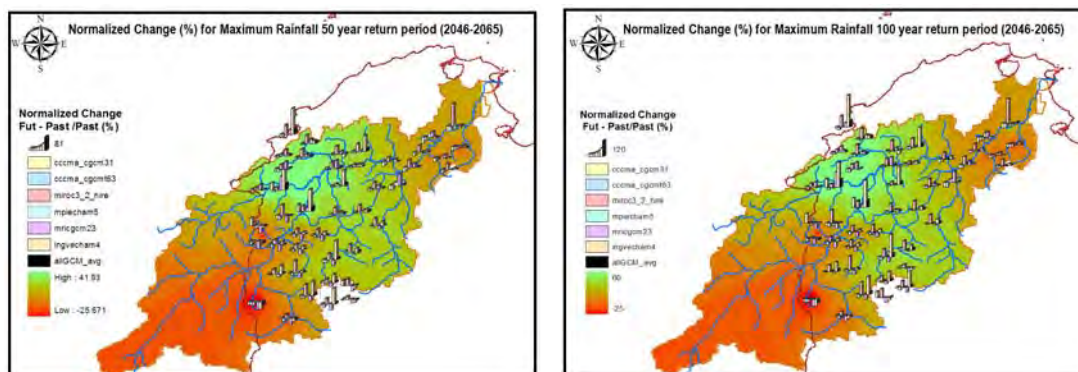 Normalized Change (%) for Maximum Rainfall 50 year return period (2046-2065)
N
W E
S
Normalized Change
Fut - Past /Past (%)
81
cccma_cgcm31
cccma_cgcmt63
miroc3_2_hire
mpiecham5
mricgcm23
ingvecham4
allGCM_avg
High : 41.93
Low : -25.671
Normalized Change (%) for Maximum Rainfall 100 year return period (2046-2065)
N
W E
S
Normalized Change
Fut - Past/Past (%)
120
cccma_cgcm31
cccma_cgcmt63
miroc3_2_hire
mpiecham5
mricgcm23
ingvecham4
allGCM_avg
60
-25